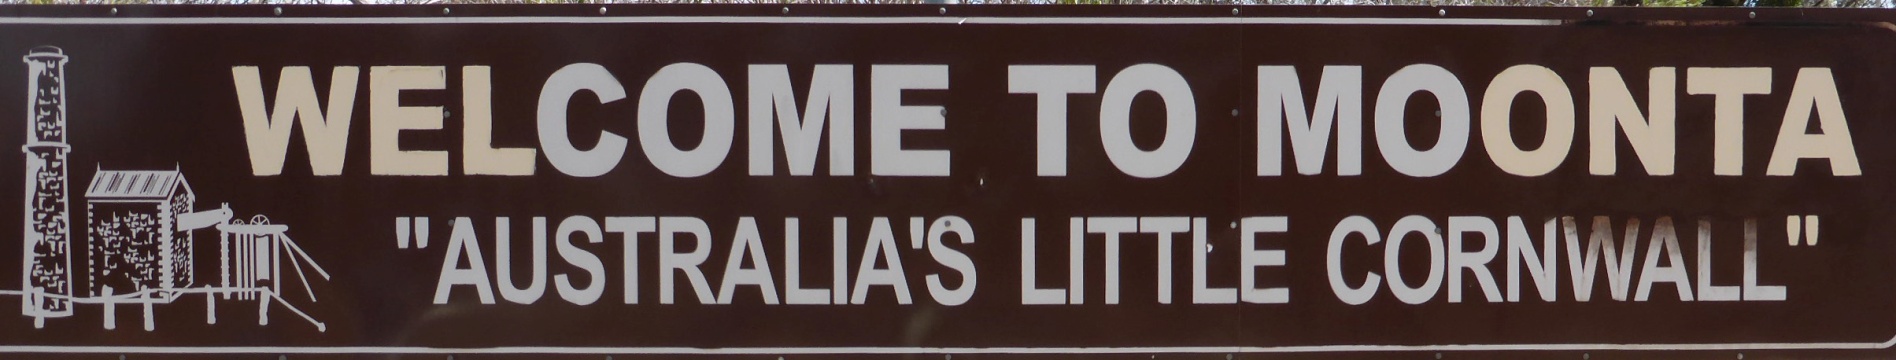 WELCOME TO MOONTA
"AUSTRALIA'S LITTLE CORNWALL"